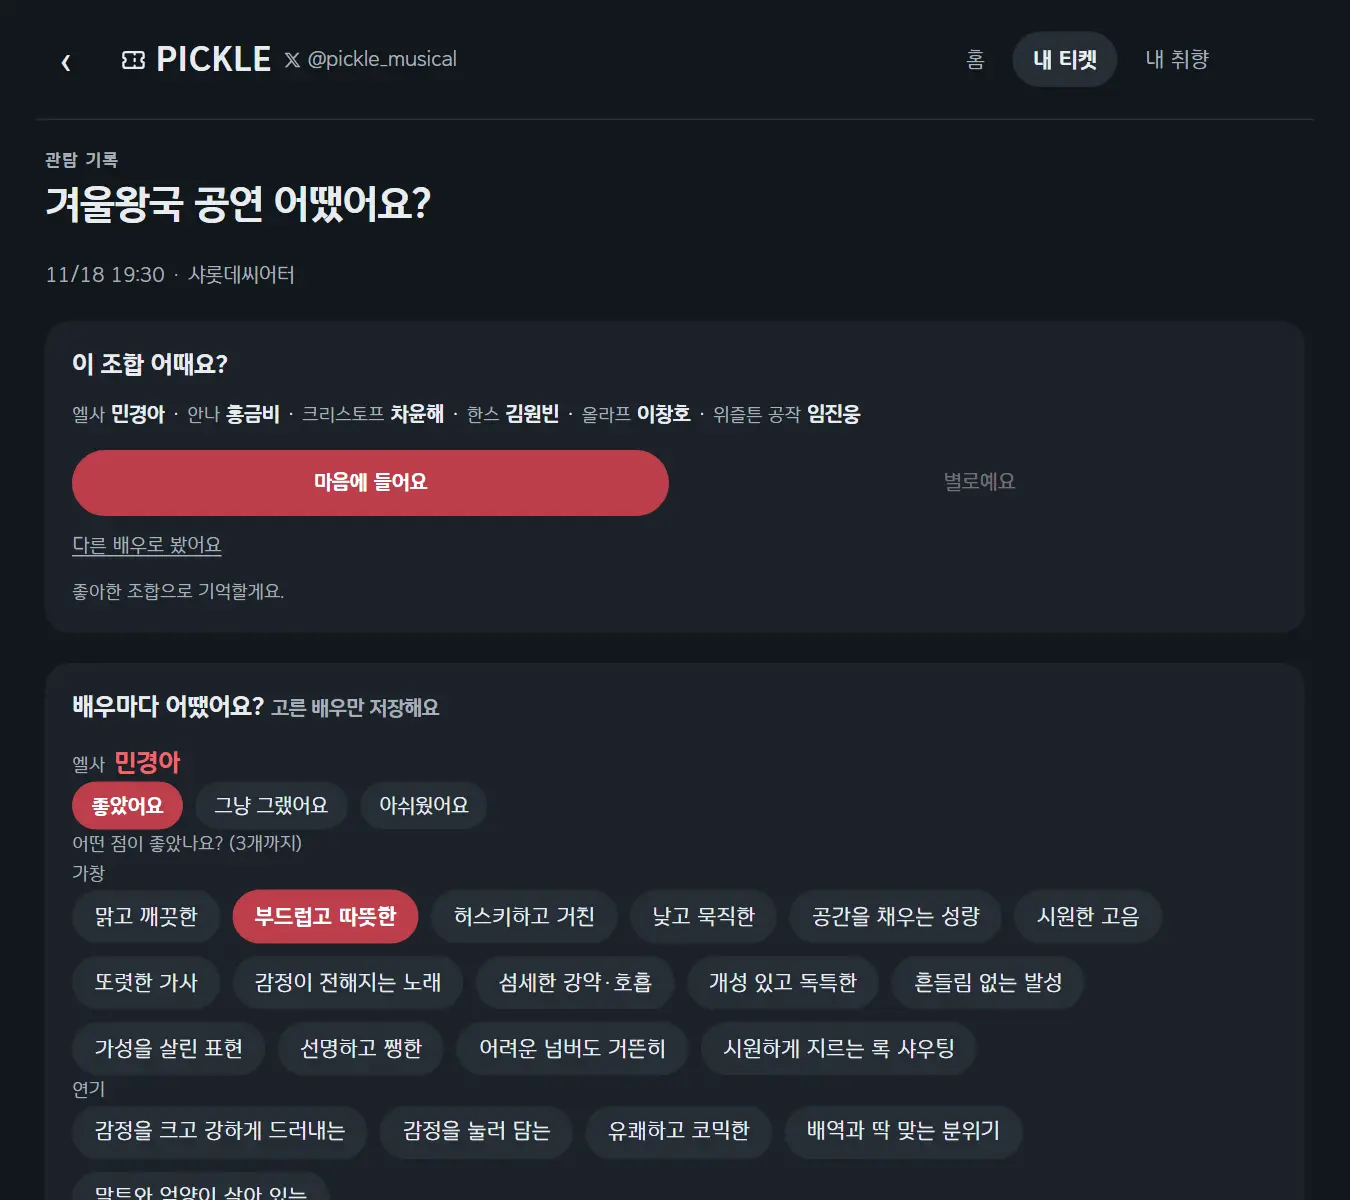 ‹ PICKLE 𝕏 @pickle_musical 홈 내 티켓 내 취향
관람 기록
겨울왕국 공연 어땠어요?
11/18 19:30 · 샤롯데씨어터
이 조합 어때요?
엘사 민경아 · 안나 홍금비 · 크리스토프 차윤해 · 한스 김원빈 · 올라프 이창호 · 위즐튼 공작 임진웅
마음에 들어요 별로예요
다른 배우로 봤어요
좋아한 조합으로 기억할게요.
배우마다 어땠어요? 고른 배우만 저장해요
엘사 민경아
좋았어요 그냥 그랬어요 아쉬웠어요
어떤 점이 좋았나요? (3개까지)
가창
맑고 깨끗한 부드럽고 따뜻한 허스키하고 거친 낮고 묵직한 공간을 채우는 성량 시원한 고음
또렷한 가사 감정이 전해지는 노래 섬세한 강약·호흡 개성 있고 독특한 흔들림 없는 발성
가성을 살린 표현 선명하고 쨍한 어려운 넘버도 거뜬히 시원하게 지르는 록 샤우팅
연기
감정을 크고 강하게 드러내는 감정을 눌러 담는 유쾌하고 코믹한 배역과 딱 맞는 분위기
말투와 억양이 살아 있는